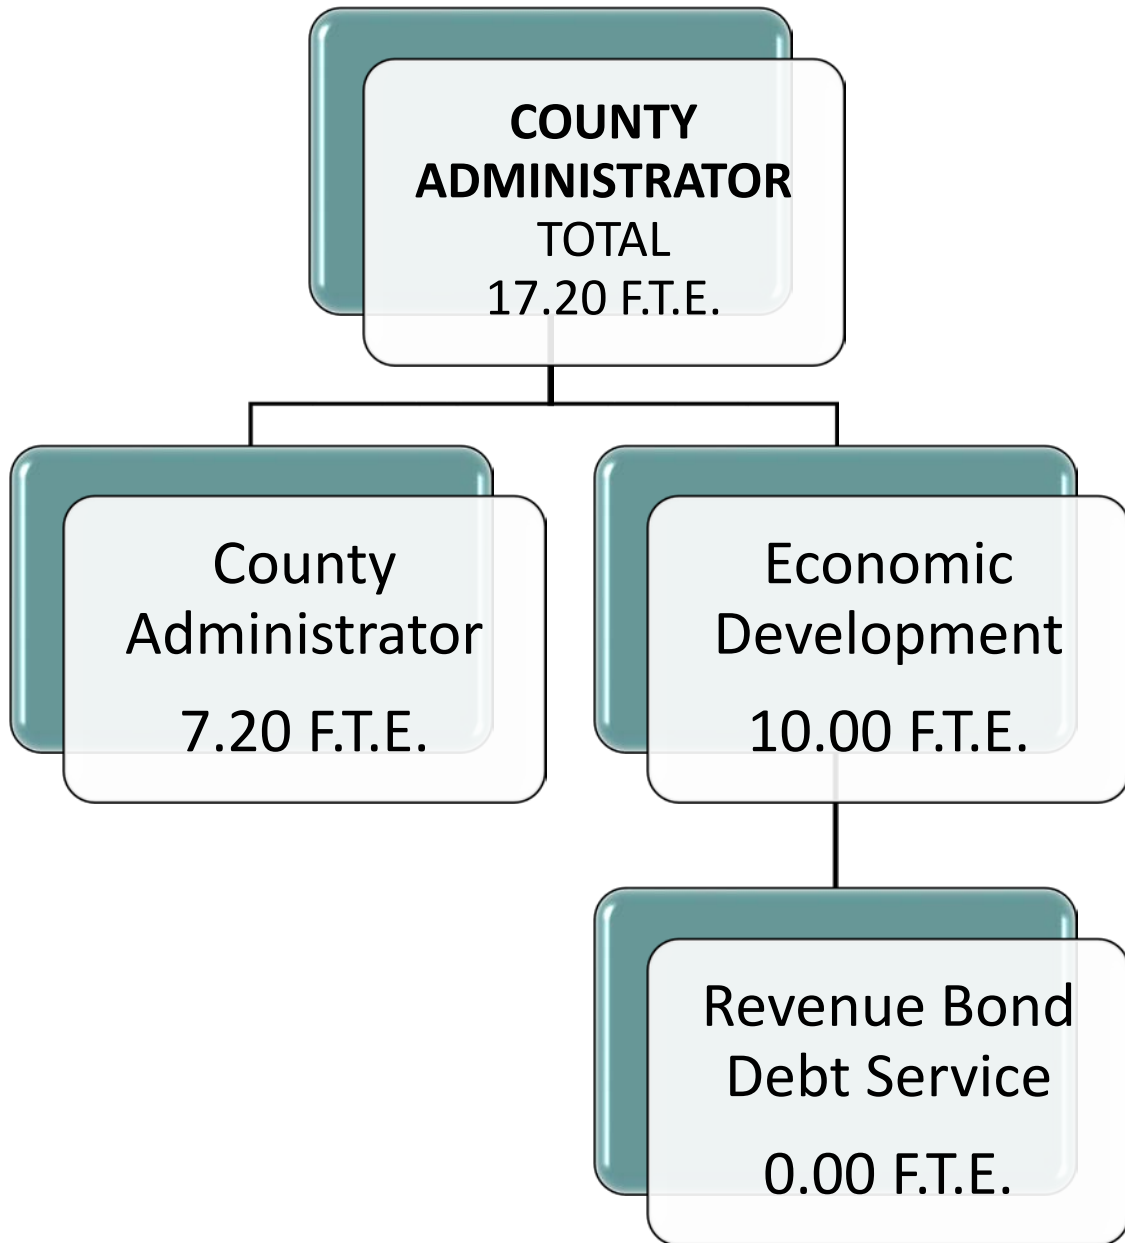 COUNTY
ADMINISTRATOR
TOTAL
17.20 F.T.E.
County
Administrator
7.20 F.T.E.
Economic
Development
10.00 F.T.E.
Revenue Bond
Debt Service
0.00 F.T.E.